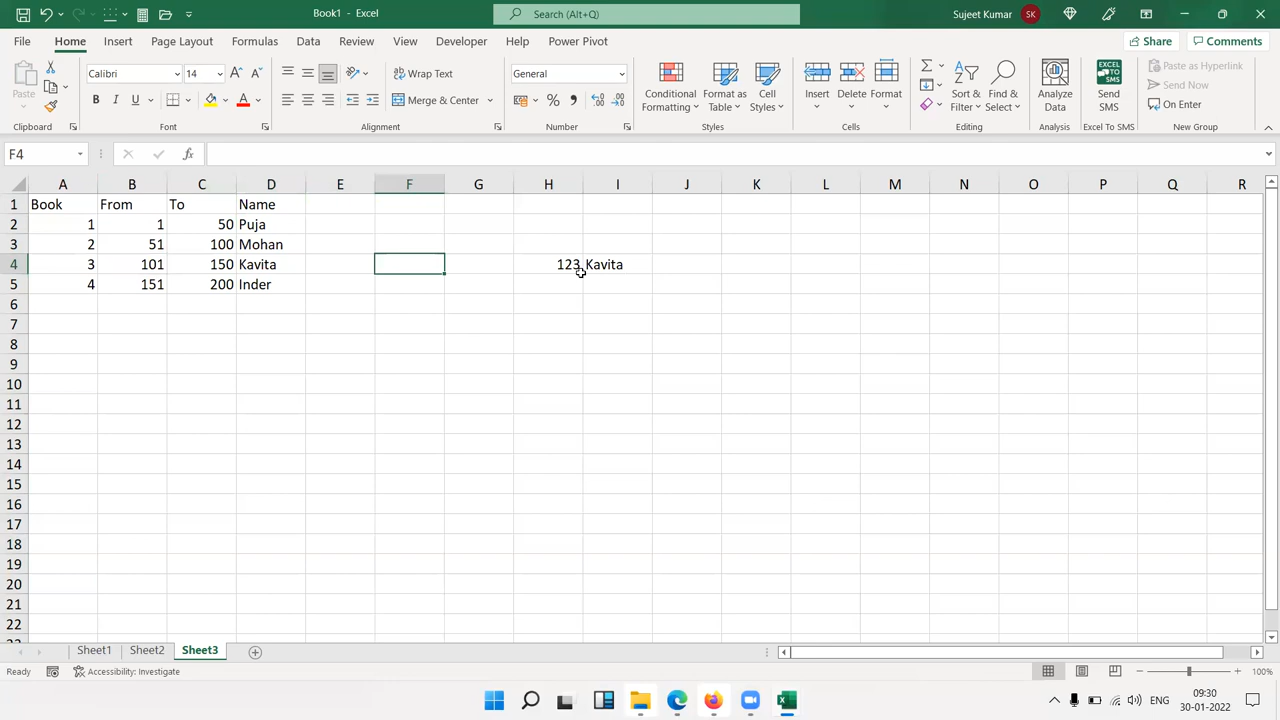 Book1 - Excel
Search (Alt+Q)
Sujeet Kumar SK
File Home Insert Page Layout Formulas Data Review View Developer Help Power Pivot Share Comments
Paste
Calibri 14
B I U
Wrap Text
Merge & Center
General
Conditional Formatting
Format as Table
Cell Styles
Insert Delete Format
Sort & Filter
Find & Select
Analyze Data
EXCEL TO SMS
Send SMS
Paste as Hyperlink
Send Now
On Enter
Clipboard Font Alignment Number Styles Cells Editing Analysis Excel To SMS New Group
F4 fx
A B C D E F G H I J K L M N O P Q R
1 Book From To Name
2 1 1 50 Puja
3 2 51 100 Mohan
4 3 101 150 Kavita 123 Kavita
5 4 151 200 Inder
6
7
8
9
10
11
12
13
14
15
16
17
18
19
20
21
22
Sheet1 Sheet2 Sheet3
Ready Accessibility: Investigate 100%
ENG 09:30
30-01-2022